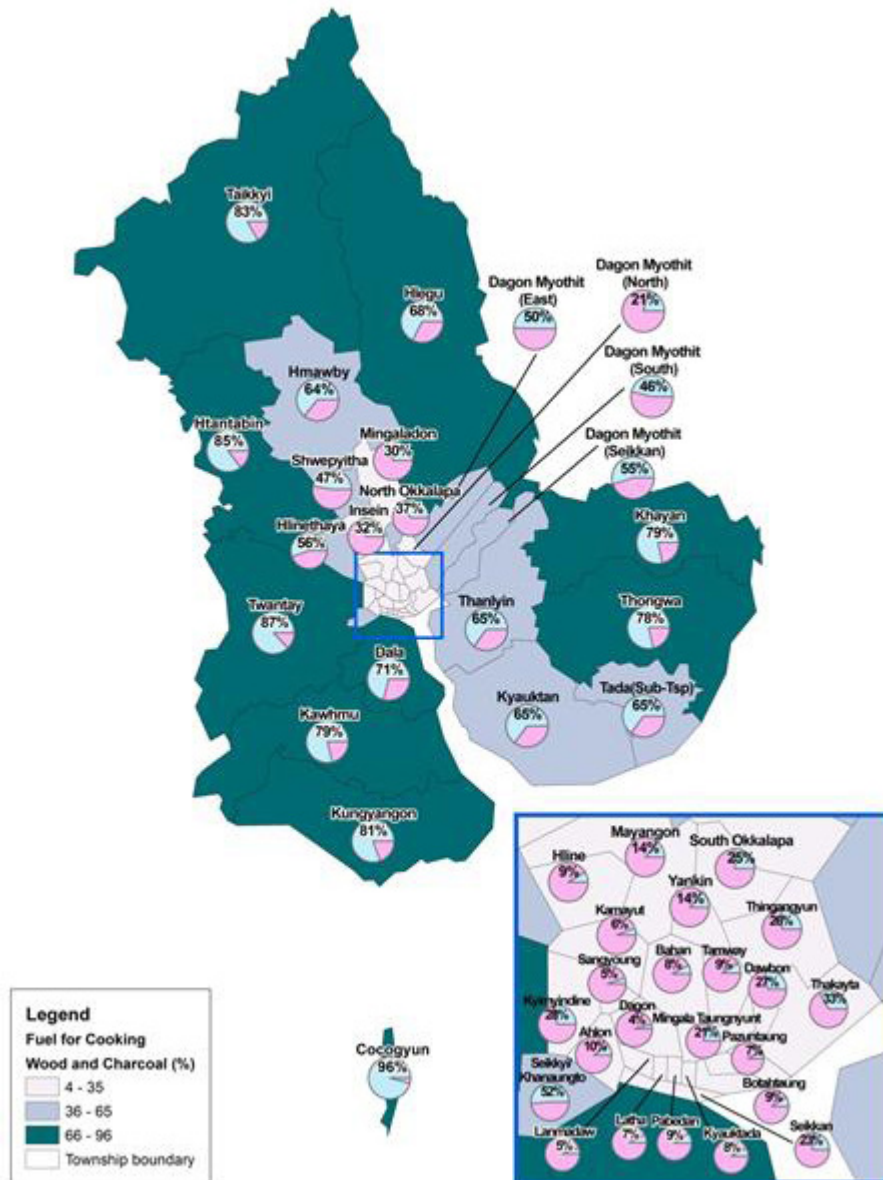 Taikkyi
83%
Hlegu
68%
Dagon Myothit
(East)
50%
Dagon Myothit
(North)
21%
Dagon Myothit
(South)
46%
Dagon Myothit
(Seikkan)
55%
Hmawby
64%
Htantabin
85%
Mingaladon
30%
Shwepyitha
47%
North Okkalapa
37%
Insein
32%
Hlinethaya
56%
Khayan
79%
Twantay
87%
Thanlyin
65%
Thongwa
78%
Dala
71%
Kyauktan
65%
Tada(Sub-Tsp)
65%
Kawhmu
79%
Kungyangon
81%
Cocogyun
96%
Mayangon
14%
South Okkalapa
25%
Hline
9%
Yankin
14%
Thingangyun
26%
Kamayut
6%
Bahan
8%
Tamway
9%
Sangyoung
5%
Dawbon
27%
Thakayta
33%
Kyimyindine
28%
Dagon
4%
Mingala Taungnyunt
21%
Ahlon
10%
Pazuntaung
7%
Seikkyi/
Khanaungto
52%
Botahtaung
9%
Lanmadaw
5%
Latha
7%
Pabedan
9%
Kyauktada
8%
Seikkan
23%
Legend
Fuel for Cooking
Wood and Charcoal (%)
4 - 35
36 - 65
66 - 96
Township boundary